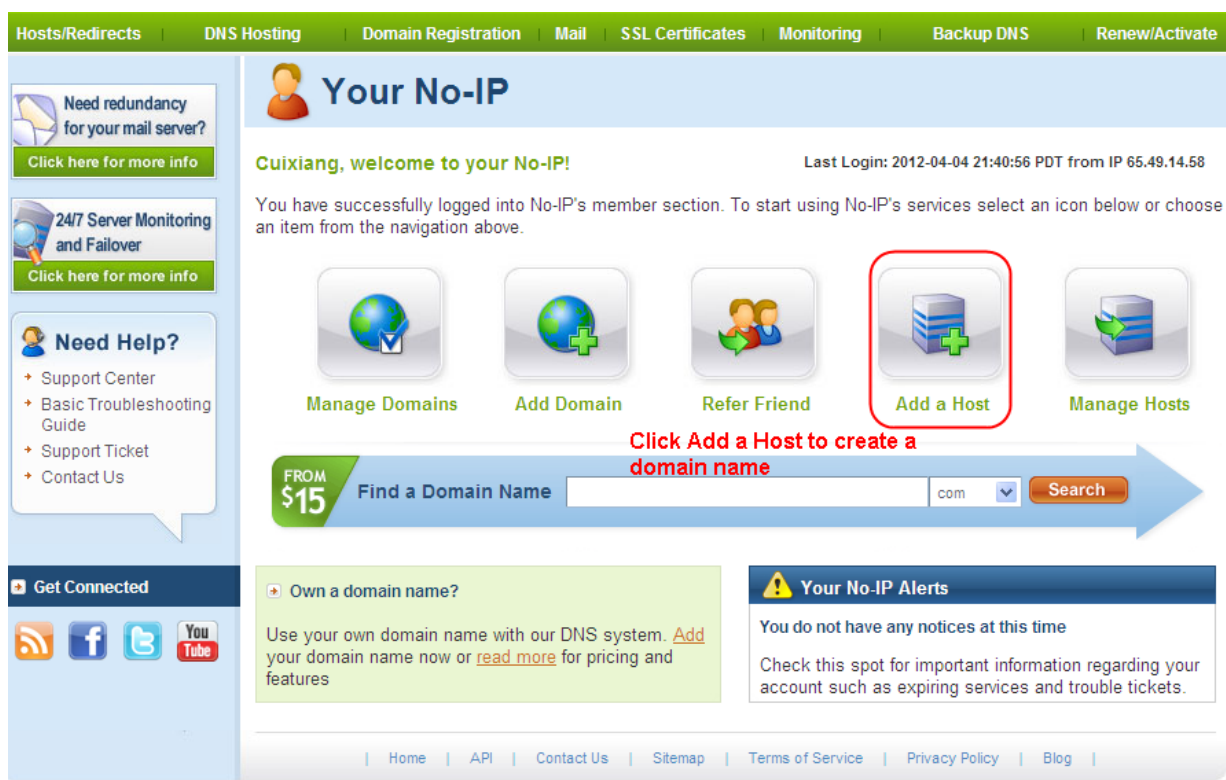 Hosts/Redirects | DNS Hosting | Domain Registration | Mail | SSL Certificates | Monitoring | Backup DNS | Renew/Activate
Need redundancy
for your mail server?
Click here for more info
24/7 Server Monitoring
and Failover
Click here for more info
Need Help?
Support Center
Basic Troubleshooting
Guide
Support Ticket
Contact Us
Get Connected
You
Tube
Your No-IP
Cuixiang, welcome to your No-IP!
Last Login: 2012-04-04 21:40:56 PDT from IP 65.49.14.58
You have successfully logged into No-IP's member section. To start using No-IP's services select an icon below or choose
an item from the navigation above.
Manage Domains
Add Domain
Refer Friend
Add a Host
Manage Hosts
Click Add a Host to create a
domain name
FROM
$15
Find a Domain Name
com
Search
Own a domain name?
Use your own domain name with our DNS system. Add
your domain name now or read more for pricing and
features
Your No-IP Alerts
You do not have any notices at this time
Check this spot for important information regarding your
account such as expiring services and trouble tickets.
| Home | API | Contact Us | Sitemap | Terms of Service | Privacy Policy | Blog |